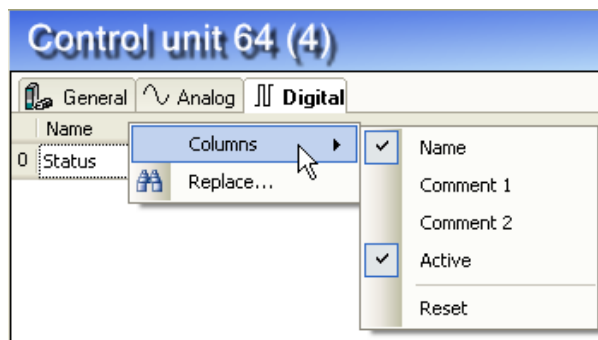 Control unit 64 (4)
General Analog Digital
Name
0 Status
Columns
Replace...
Name
Comment 1
Comment 2
Active
Reset